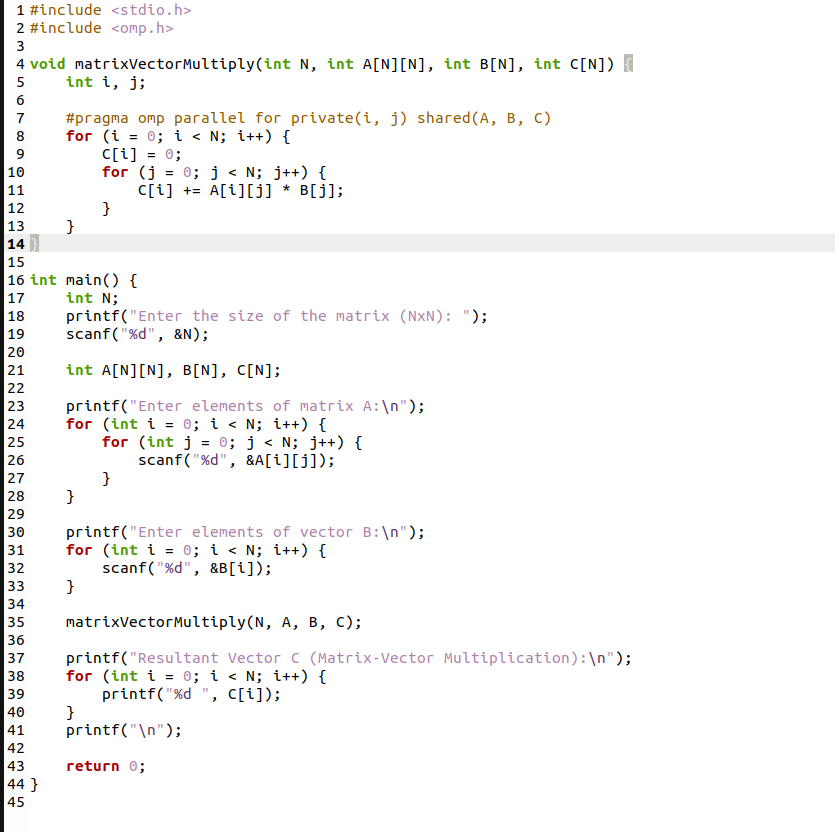 1 #include <stdio.h>
2 #include <omp.h>
3
4 void matrixVectorMultiply(int N, int A[N][N], int B[N], int C[N]) {
5     int i, j;
6
7     #pragma omp parallel for private(i, j) shared(A, B, C)
8     for (i = 0; i < N; i++) {
9         C[i] = 0;
10         for (j = 0; j < N; j++) {
11             C[i] += A[i][j] * B[j];
12         }
13     }
14 }
15
16 int main() {
17     int N;
18     printf("Enter the size of the matrix (NxN): ");
19     scanf("%d", &N);
20
21     int A[N][N], B[N], C[N];
22
23     printf("Enter elements of matrix A:\n");
24     for (int i = 0; i < N; i++) {
25         for (int j = 0; j < N; j++) {
26             scanf("%d", &A[i][j]);
27         }
28     }
29
30     printf("Enter elements of vector B:\n");
31     for (int i = 0; i < N; i++) {
32         scanf("%d", &B[i]);
33     }
34
35     matrixVectorMultiply(N, A, B, C);
36
37     printf("Resultant Vector C (Matrix-Vector Multiplication):\n");
38     for (int i = 0; i < N; i++) {
39         printf("%d ", C[i]);
40     }
41     printf("\n");
42
43     return 0;
44 }
45